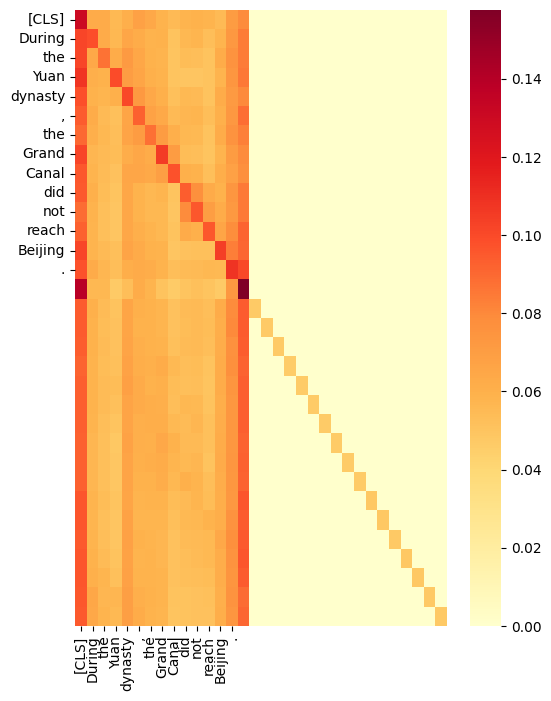 [CLS]
During
the
Yuan
dynasty
,
the
Grand
Canal
did
not
reach
Beijing
.
[CLS]
During
the
Yuan
dynasty
,
the
Grand
Canal
did
not
reach
Beijing
.
0.14
0.12
0.10
0.08
0.06
0.04
0.02
0.00